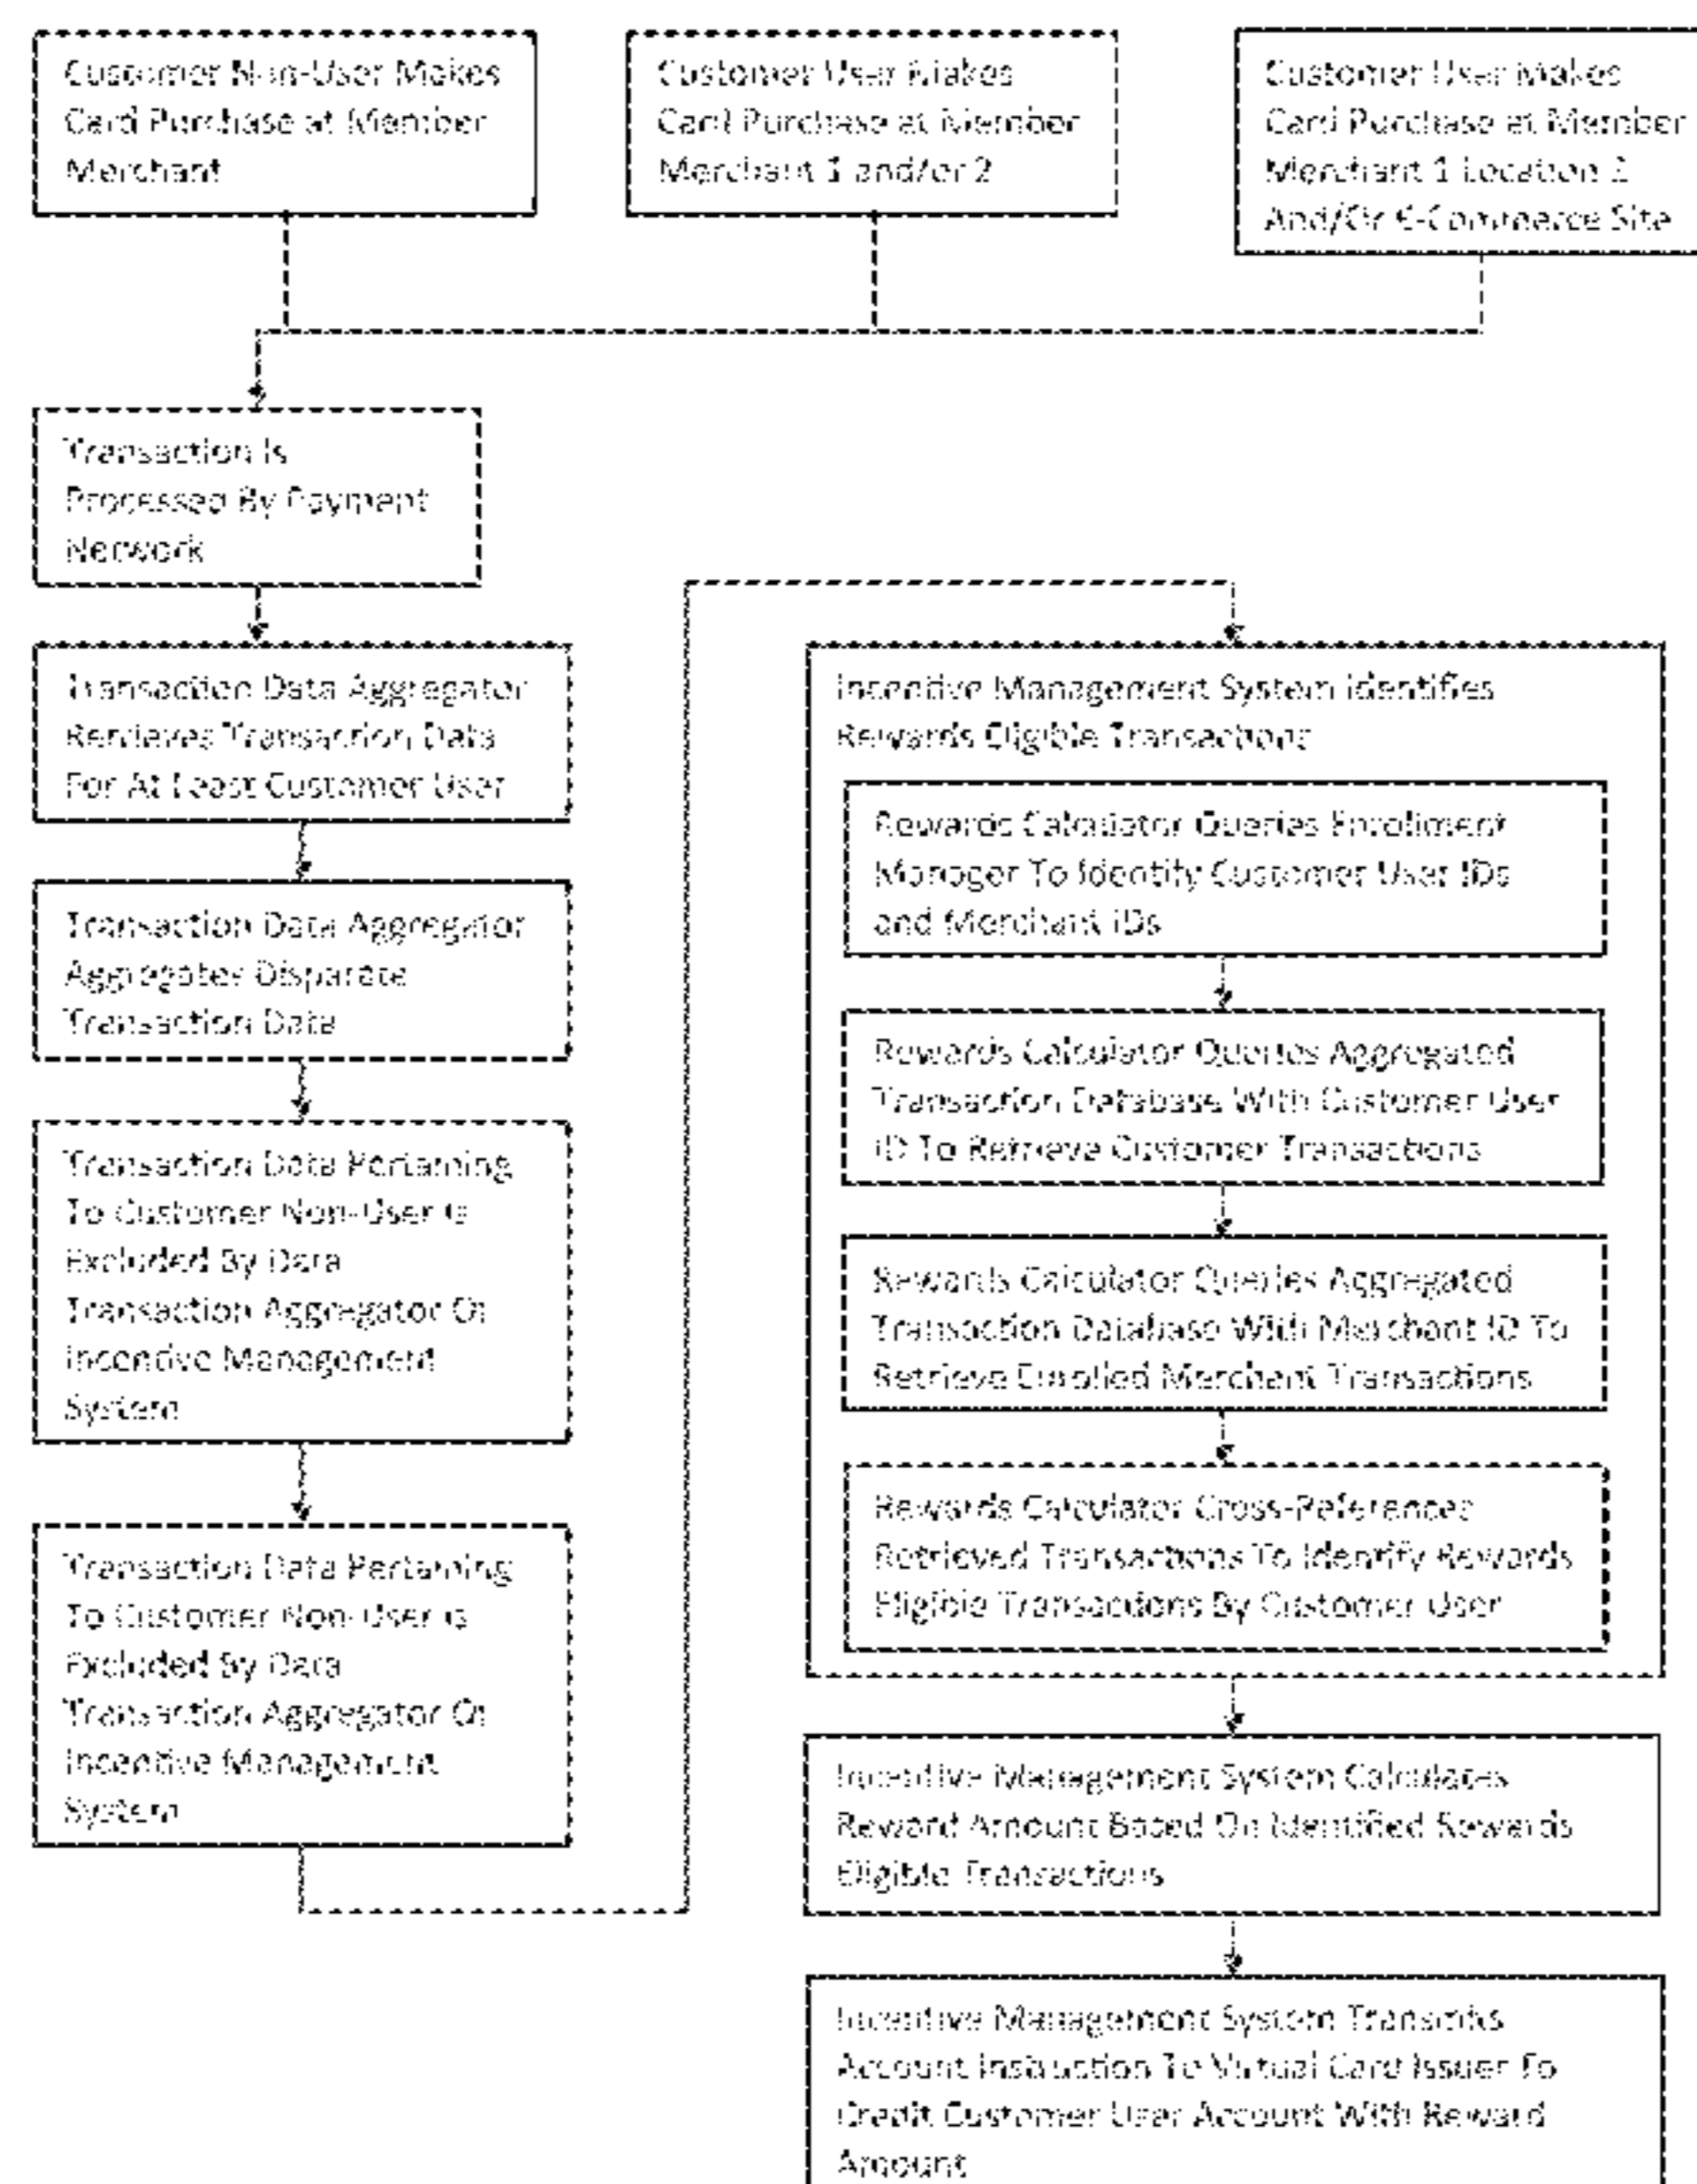 Customer Non-User Makes
Card Purchase at Member
Merchant
Customer User Makes
Card Purchase at Member
Merchant 1 and/or 2
Customer User Makes
Card Purchase at Member
Merchant 1 Location 1
And/Or E-Commerce Site
Transaction Is
Processed By Payment
Network
Transaction Data Aggregator
Retrieves Transaction Data
For At Least Customer User
Transaction Data Aggregator
Aggregates Disparate
Transaction Data
Transaction Data Pertaining
To Customer Non-User Is
Excluded By Data
Transaction Aggregator Or
Incentive Management
System
Transaction Data Pertaining
To Customer Non-User Is
Excluded By Data
Transaction Aggregator Or
Incentive Management
System
Incentive Management System Identifies
Rewards Eligible Transactions
Rewards Calculator Queries Enrollment
Manager To Identify Customer User IDs
and Merchant IDs
Rewards Calculator Queries Aggregated
Transaction Database With Customer User
ID To Retrieve Customer Transactions
Rewards Calculator Queries Aggregated
Transaction Database With Merchant ID To
Retrieve Enrolled Merchant Transactions
Rewards Calculator Cross-References
Retrieved Transactions To Identify Rewards
Eligible Transactions By Customer User
Incentive Management System Calculates
Reward Amount Based On Identified Rewards
Eligible Transactions
Incentive Management System Transmits
Account Instruction To Virtual Card Issuer To
Credit Customer User Account With Reward
Amount